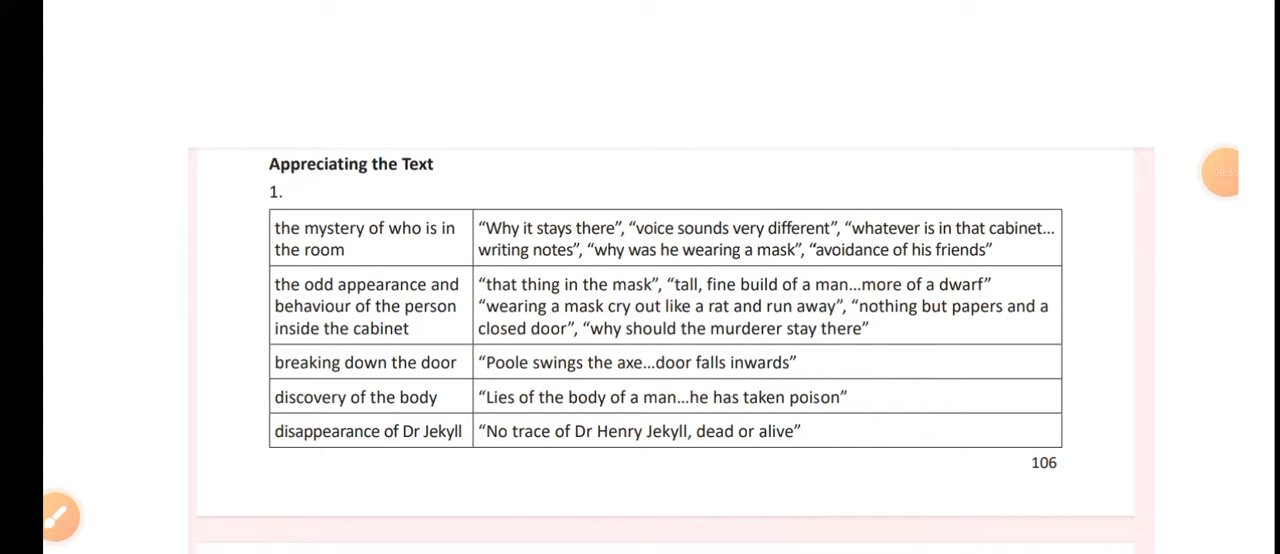 Appreciating the Text
1.
the mystery of who is in “Why it stays there”, “voice sounds very different”, “whatever is in that cabinet...
the room writing notes”, “why was he wearing a mask”, “avoidance of his friends”
the odd appearance and “that thing in the mask”, “tall, fine build of a man...more of a dwarf”
behaviour of the person “wearing a mask cry out like a rat and run away”, “nothing but papers and a
inside the cabinet closed door”, “why should the murderer stay there”
breaking down the door “Poole swings the axe...door falls inwards”
discovery of the body “Lies of the body of a man...he has taken poison”
disappearance of Dr Jekyll “No trace of Dr Henry Jekyll, dead or alive”
106